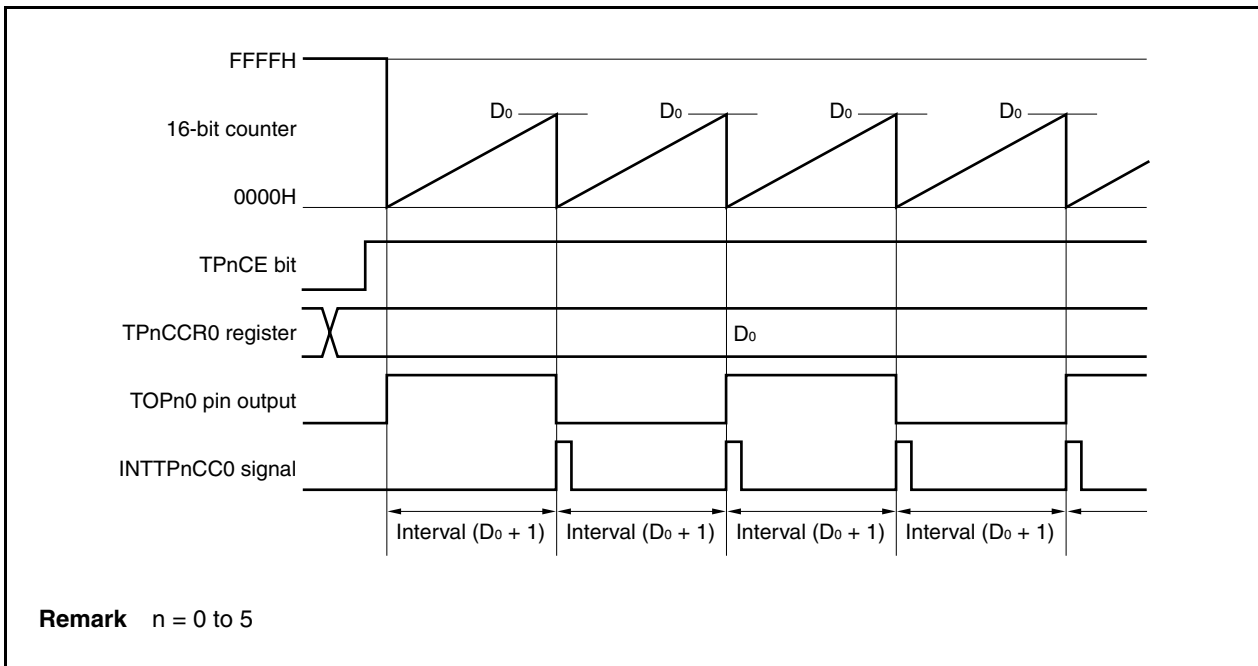 FFFFH
D0 D0 D0 D0
16-bit counter
0000H
TPnCE bit
TPnCCR0 register D0
TOPn0 pin output
INTTPnCC0 signal
Interval (D0 + 1) Interval (D0 + 1) Interval (D0 + 1) Interval (D0 + 1)
Remark n = 0 to 5